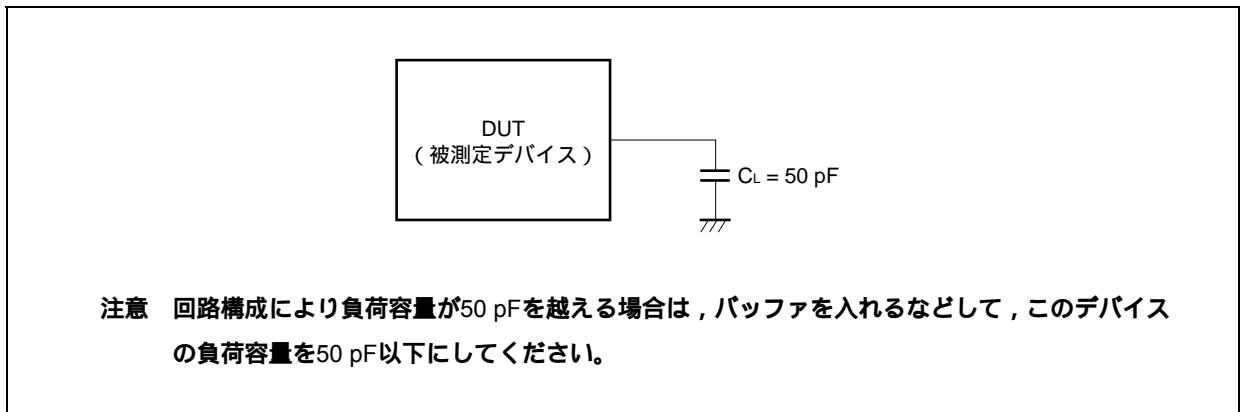 DUT
（被測定デバイス）
CL = 50 pF
注意　回路構成により負荷容量が50 pFを越える場合は，バッファを入れるなどして，このデバイス
の負荷容量を50 pF以下にしてください。